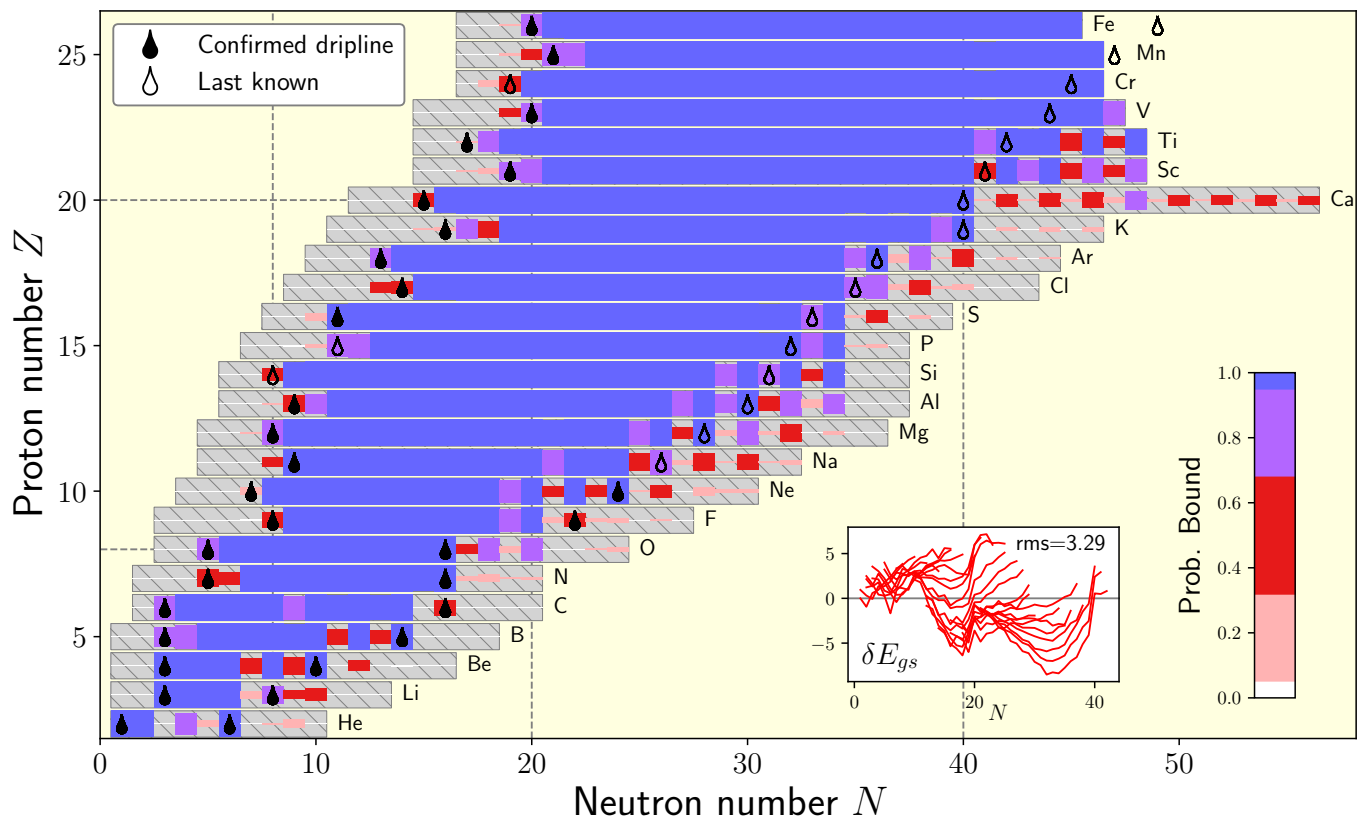 Confirmed dripline
Last known
Fe
Mn
Cr
V
Ti
Sc
Ca
K
Ar
Cl
S
P
Si
Al
Mg
Na
Ne
F
O
N
C
B
Be
Li
He
25
20
15
10
5
Proton number Z
0
10
20
30
40
50
Neutron number N
rms=3.29
5
0
−5
δE_gs
0
20
40
N
1.0
0.8
0.6
0.4
0.2
0.0
Prob. Bound